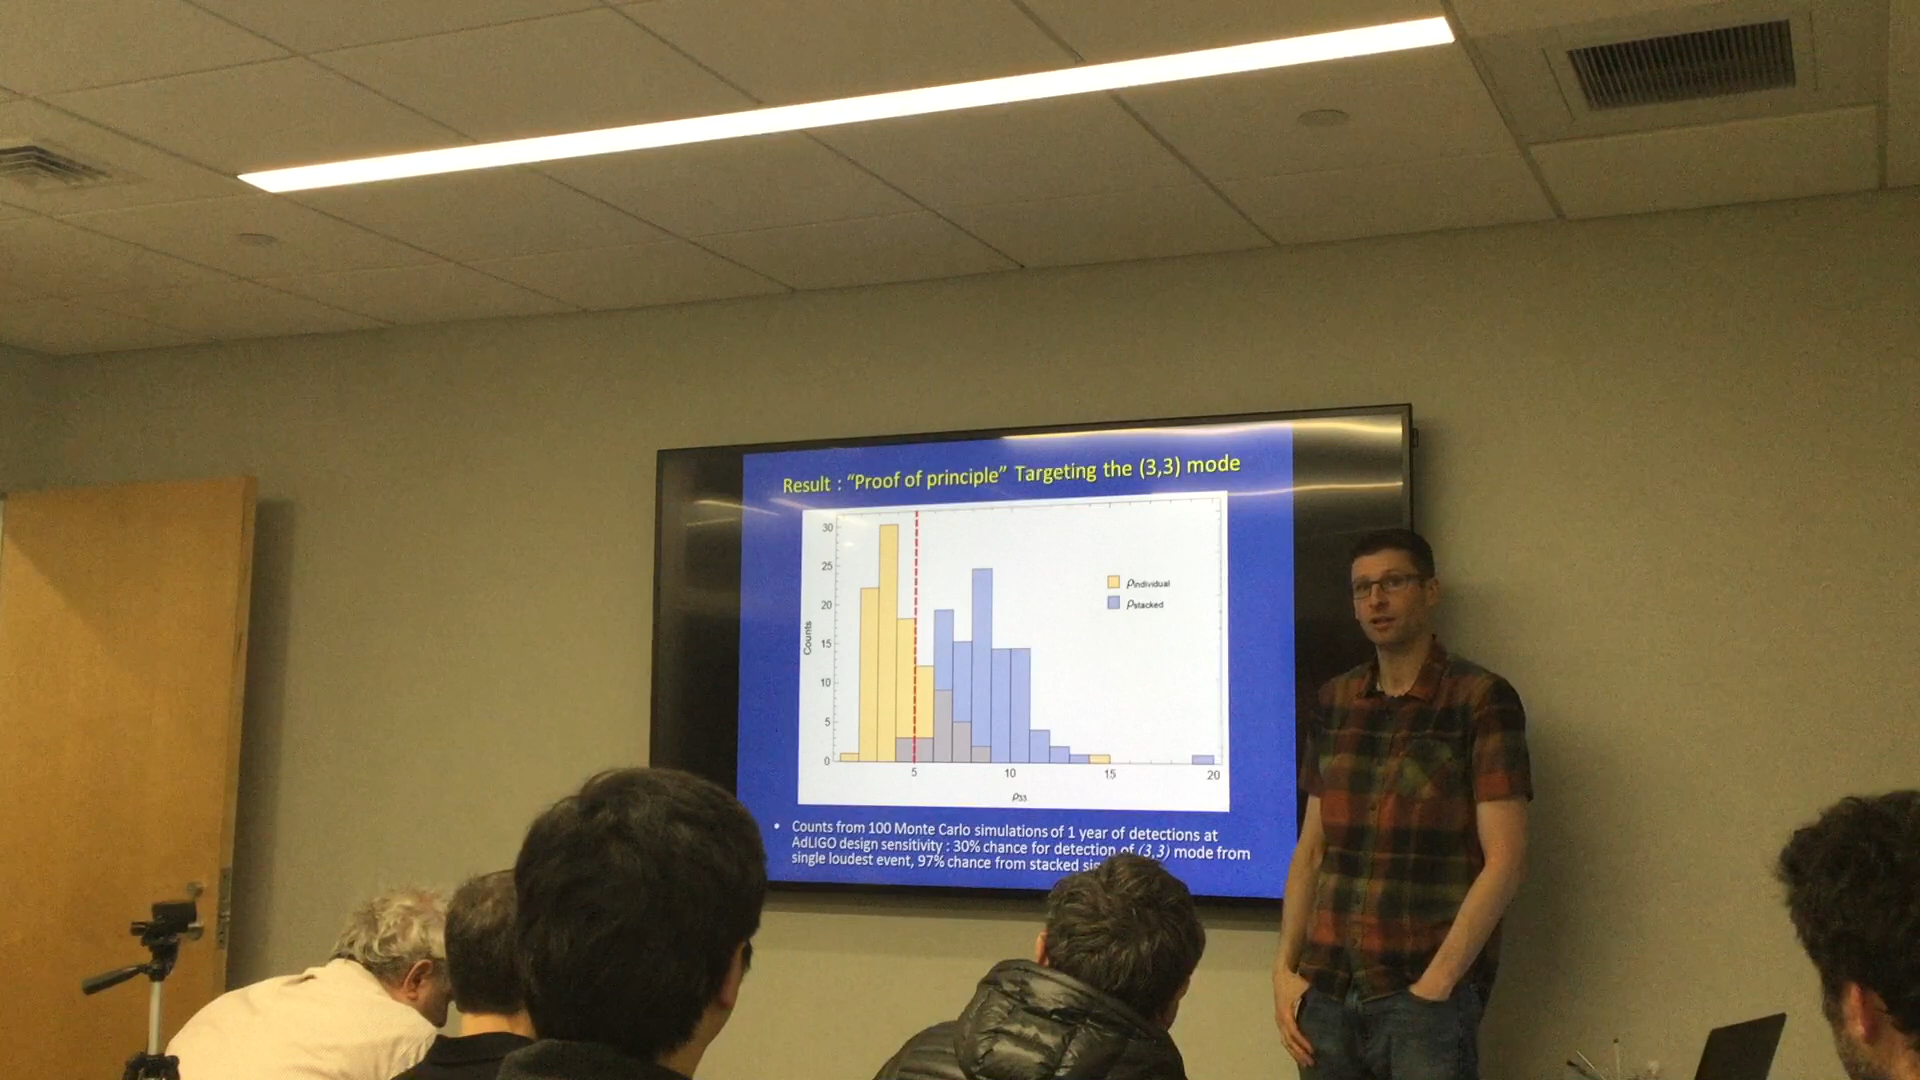 Result : “Proof of principle” Targeting the (3,3) mode
30
25
20
15
10
5
0
Counts
ρindividual
ρstacked
5
10
15
20
ρ33
• Counts from 100 Monte Carlo simulations of 1 year of detections at
AdLIGO design sensitivity : 30% chance for detection of (3,3) mode from
single loudest event, 97% chance from stacked